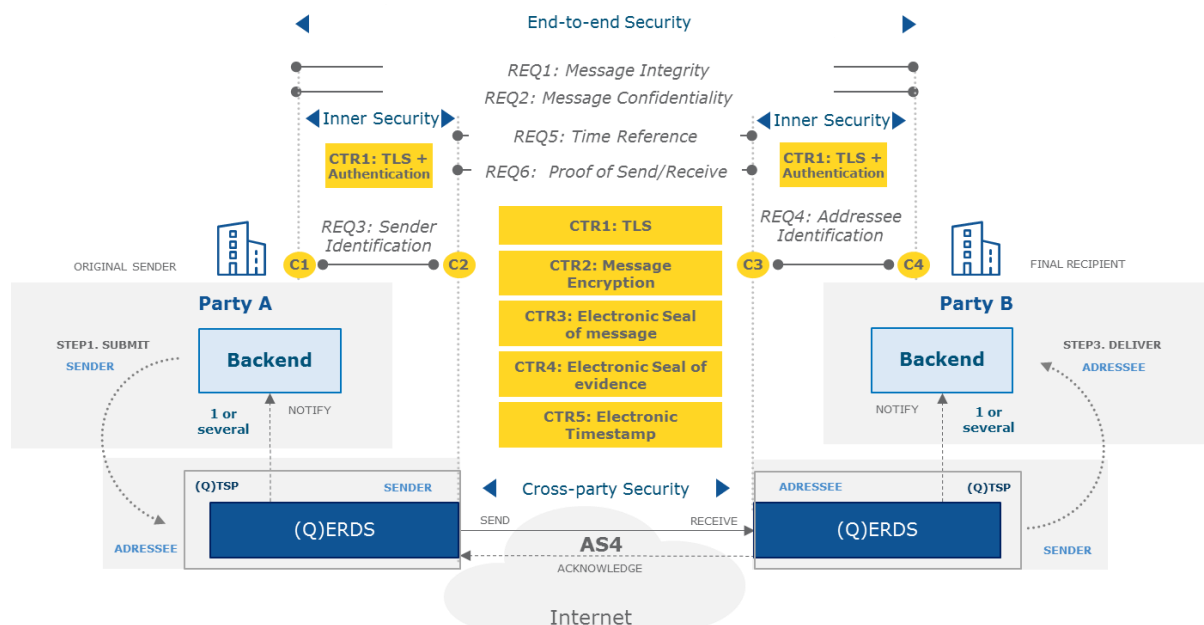 End-to-end Security
REQ1: Message Integrity
REQ2: Message Confidentiality
Inner Security
Inner Security
REQ5: Time Reference
CTR1: TLS +
Authentication
CTR1: TLS +
Authentication
REQ6: Proof of Send/Receive
REQ3: Sender
Identification
CTR1: TLS
REQ4: Addressee
Identification
C1
C2
CTR2: Message
Encryption
C3
C4
ORIGINAL SENDER
FINAL RECIPIENT
Party A
CTR3: Electronic Seal
of message
Party B
STEP1. SUBMIT
SENDER
Backend
CTR4: Electronic Seal of
evidence
Backend
STEP3. DELIVER
ADRESSEE
1 or
several
NOTIFY
CTR5: Electronic
Timestamp
NOTIFY
1 or
several
(Q)TSP
SENDER
Cross-party Security
ADRESSEE
(Q)TSP
ADRESSEE
(Q)ERDS
SEND
RECEIVE
AS4
ACKNOWLEDGE
(Q)ERDS
SENDER
Internet